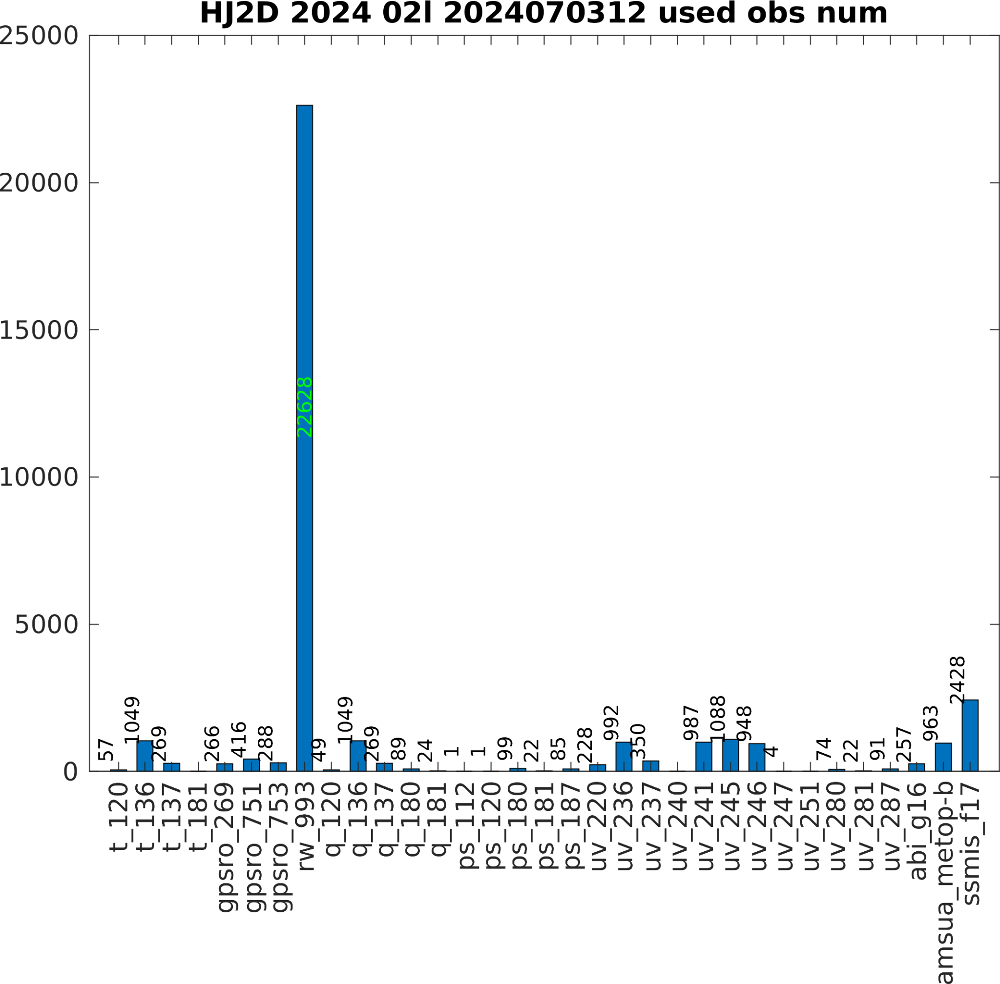 HJ2D 2024 02l 2024070312 used obs num
25000
20000
15000
10000
5000
0
57
1049
269
266
416
288
22628
49
1049
269
89
24
1
1
99
22
85
228
992
350
987
1088
948
4
74
22
91
257
963
2428
t_120
t_136
t_137
t_181
gpsro_269
gpsro_751
gpsro_753
rw_993
q_120
q_136
q_137
q_180
q_181
ps_112
ps_120
ps_180
ps_181
ps_187
uv_220
uv_236
uv_237
uv_240
uv_241
uv_245
uv_246
uv_247
uv_251
uv_280
uv_281
uv_287
abi_g16
amsua_metop-b
ssmis_f17